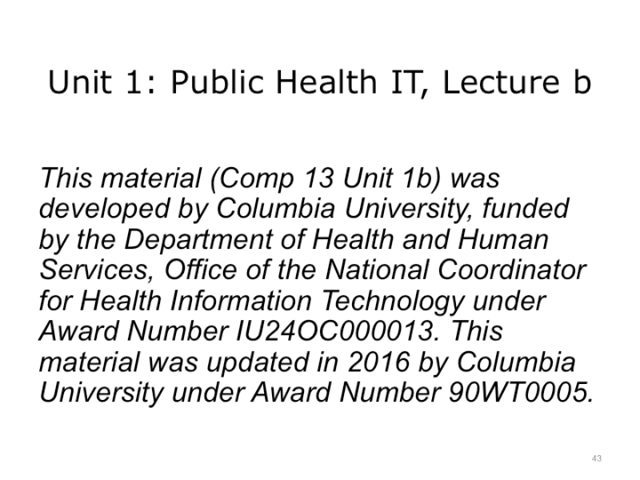 Unit 1: Public Health IT, Lecture b
This material (Comp 13 Unit 1b) was
developed by Columbia University, funded
by the Department of Health and Human
Services, Office of the National Coordinator
for Health Information Technology under
Award Number IU24OC000013. This
material was updated in 2016 by Columbia
University under Award Number 90WT0005.
43